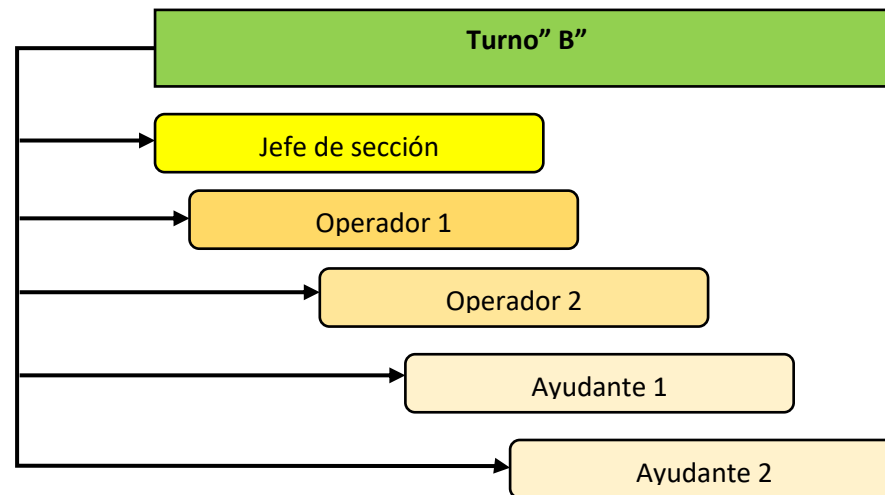 Turno” B”
Jefe de sección
Operador 1
Operador 2
Ayudante 1
Ayudante 2